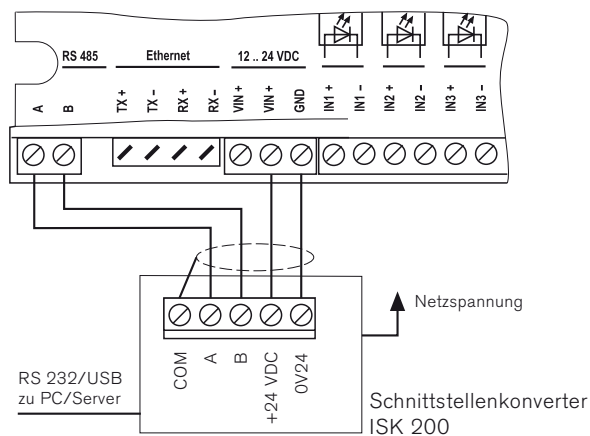 RS 485 Ethernet 12 .. 24 VDC
A B TX + TX – RX + RX – VIN + VIN + GND IN1 + IN1 – IN2 + IN2 – IN3 + IN3 –
Netzspannung
COM A B +24 VDC 0V24
RS 232/USB
zu PC/Server
Schnittstellenkonverter
ISK 200